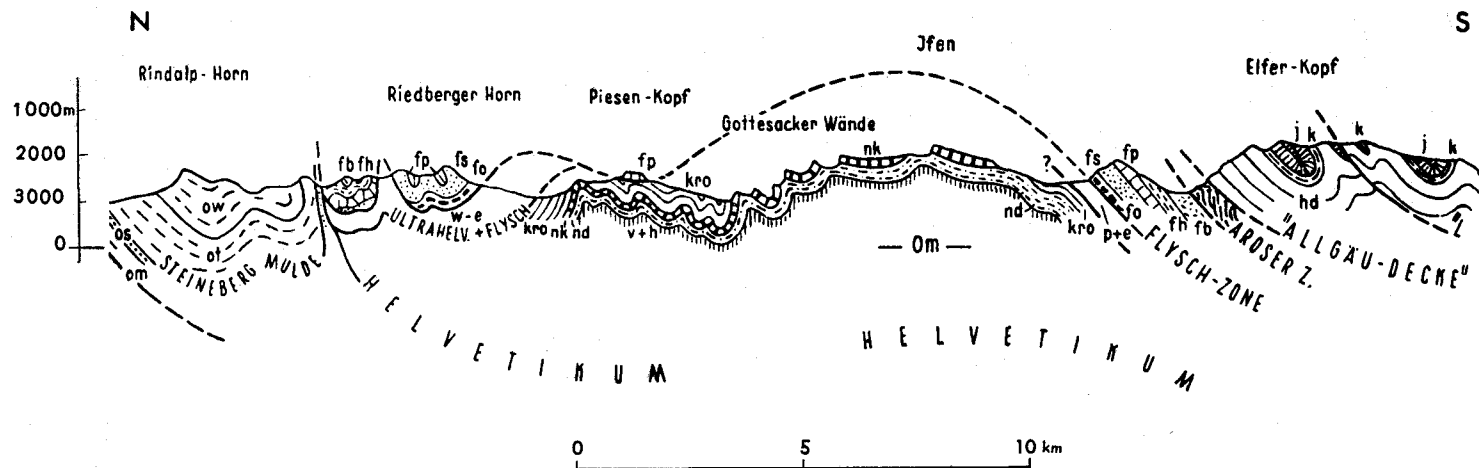 N
S
Rindalp-Horn
Riedberger Horn
Piesen-Kopf
Gottesacker Wände
Jfen
Elfer-Kopf
1000m
2000
3000
0
fb fh fp fs fo
fp
kro
nk
? fs fp
j k k j k
ow
os
om
ot
STEINEBERG MULDE
w-e
ULTRAHELV. + FLYSCH
kro nk nd
v+h
0m
nd
kro
p+e
fo
fh fb
hd
FLYSCH-ZONE
AROSER Z.
"ALLGÄU-DECKE"
"L
HELVETIKUM
HELVETIKUM
0 5 10 km